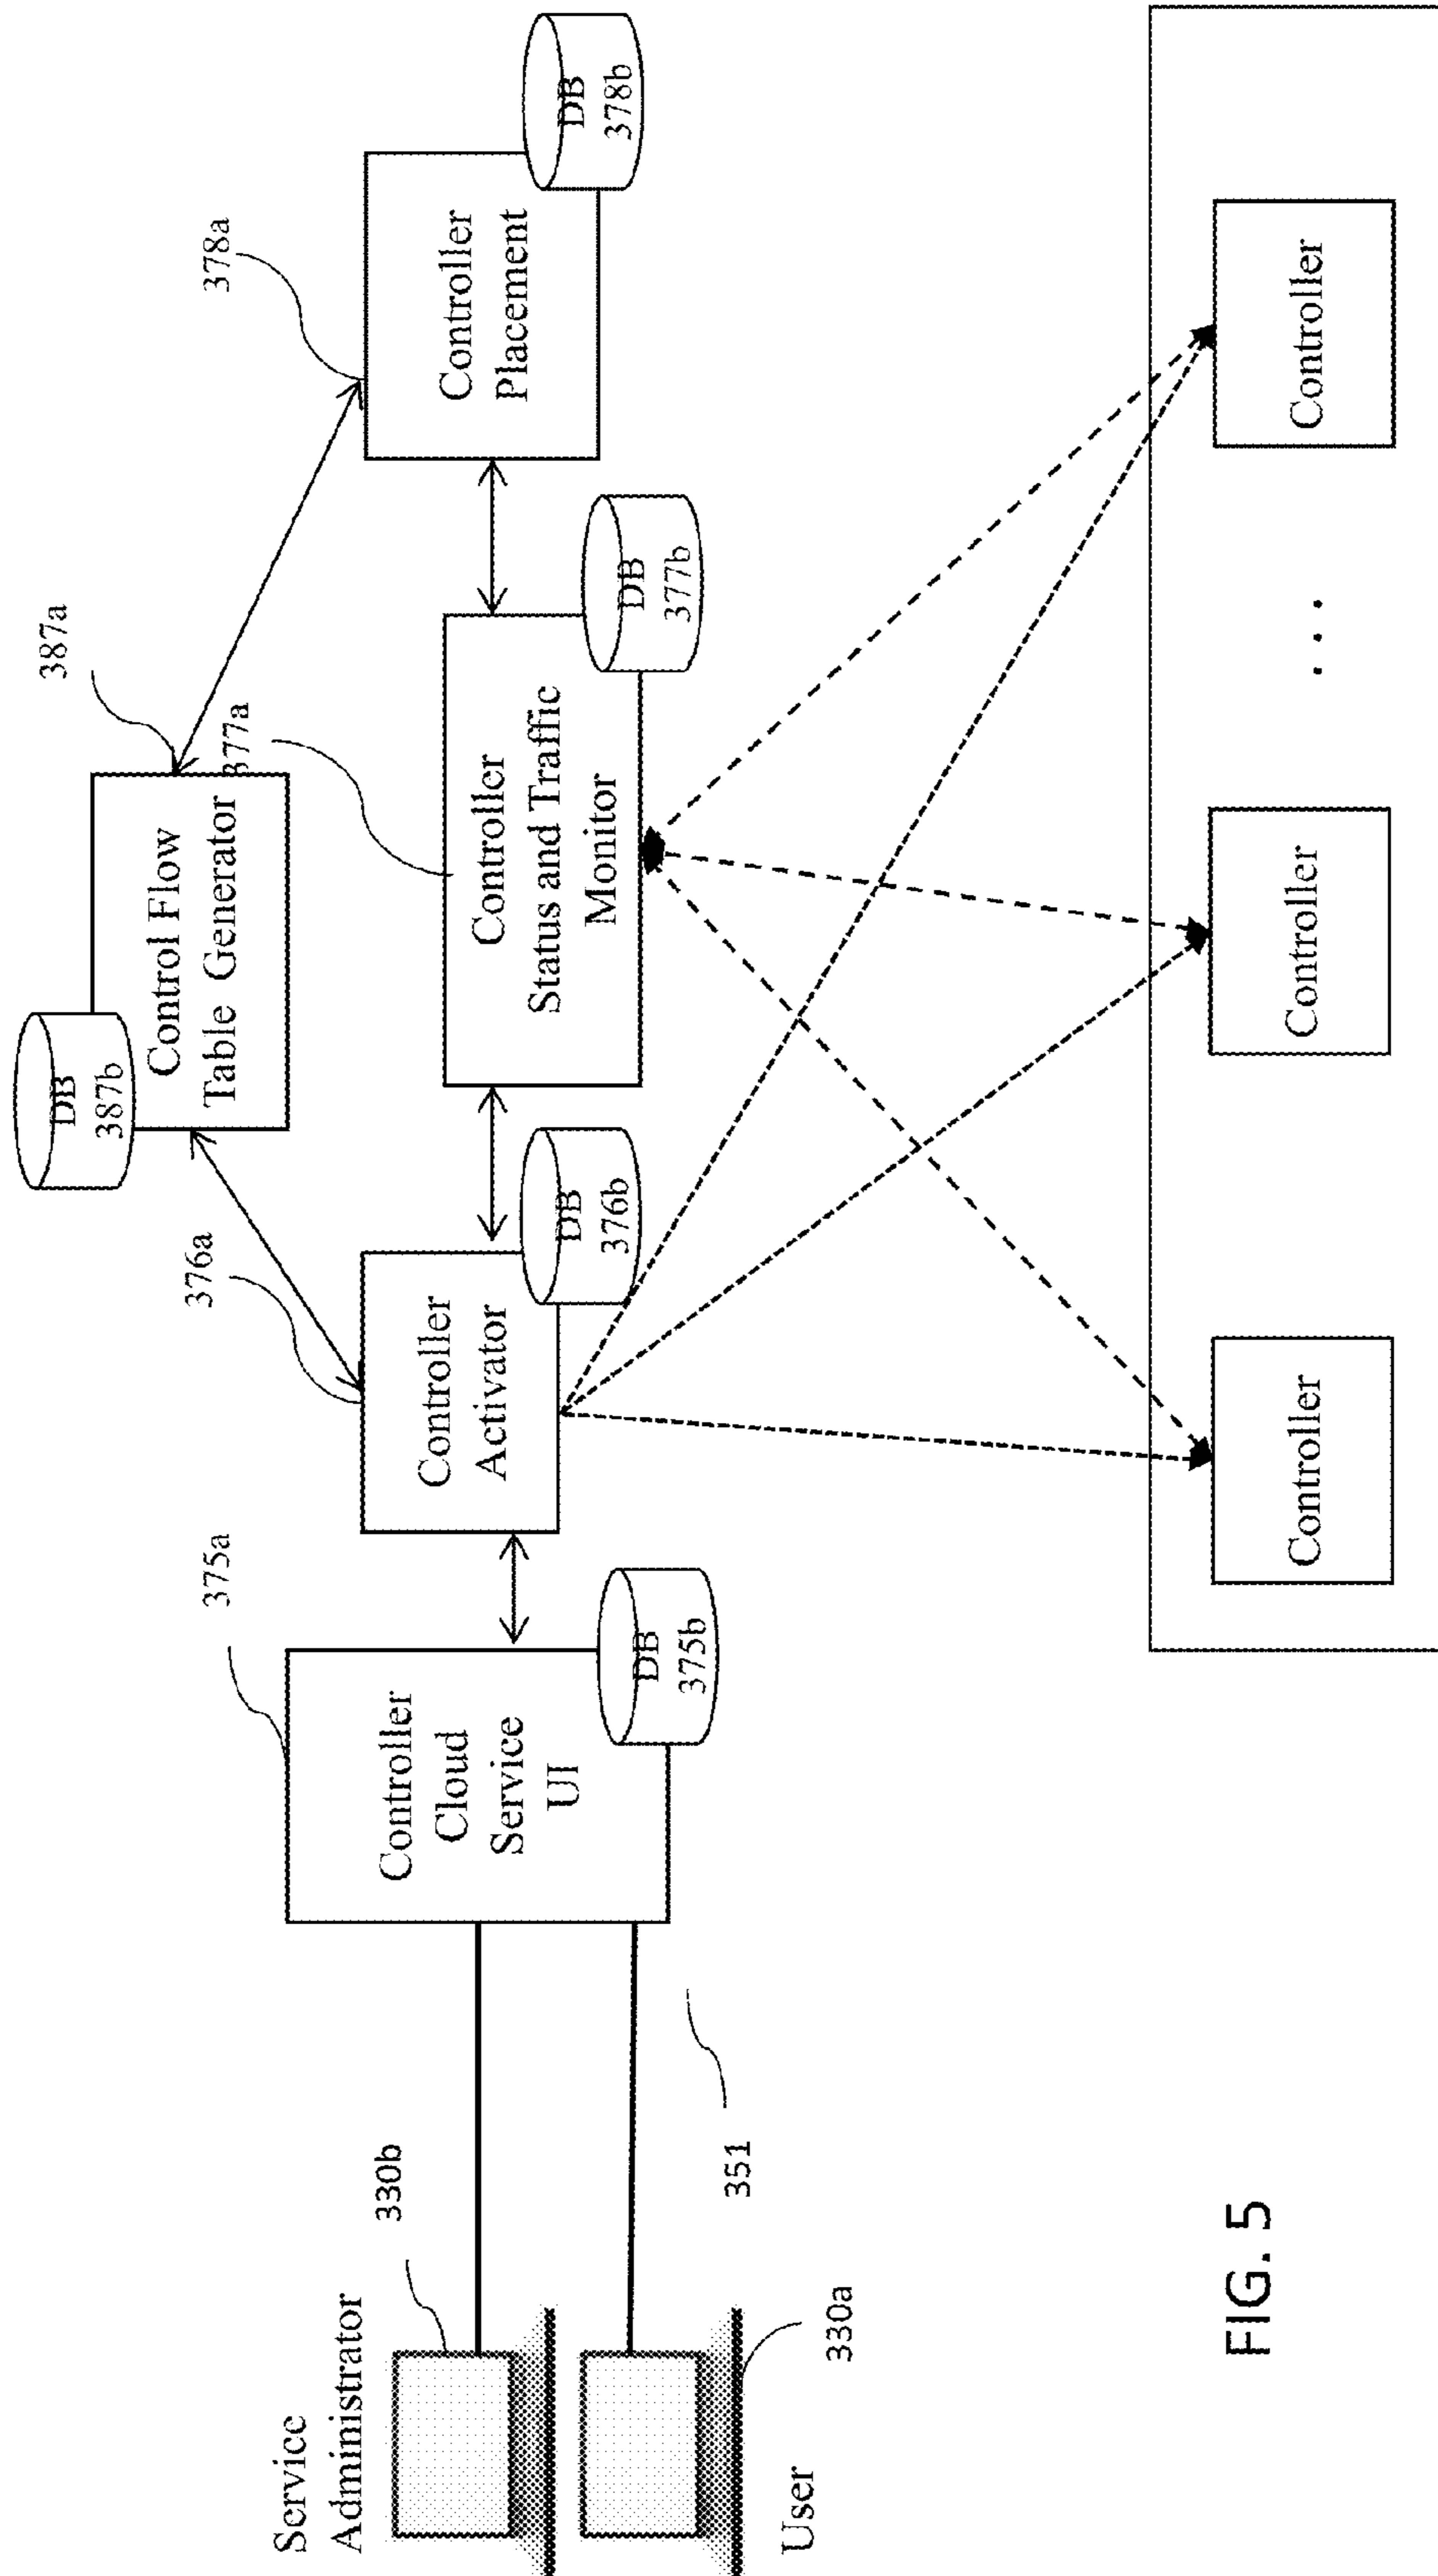 Service
Administrator
330b
User
330a
351
375a
Controller
Cloud
Service
UI
DB
375b
376a
Controller
Activator
DB
376b
DB
387b
387a
Control Flow
Table Generator
377a
Controller
Status and Traffic
Monitor
DB
377b
378a
Controller
Placement
DB
378b
Controller
Controller
...
Controller
FIG. 5